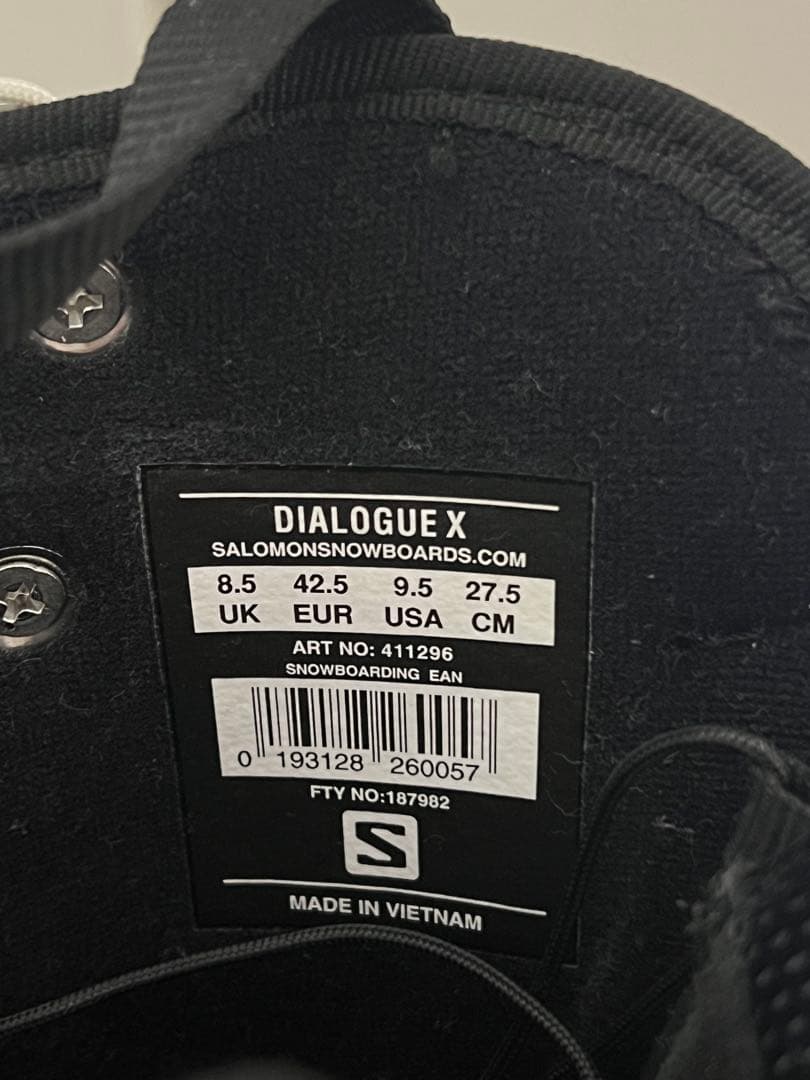 DIALOGUE X
SALOMONSNOWBOARDS.COM
8.5 42.5 9.5 27.5
UK EUR USA CM
ART NO: 411296
SNOWBOARDING EAN
0 193128 260057
FTY NO:187982
S
MADE IN VIETNAM